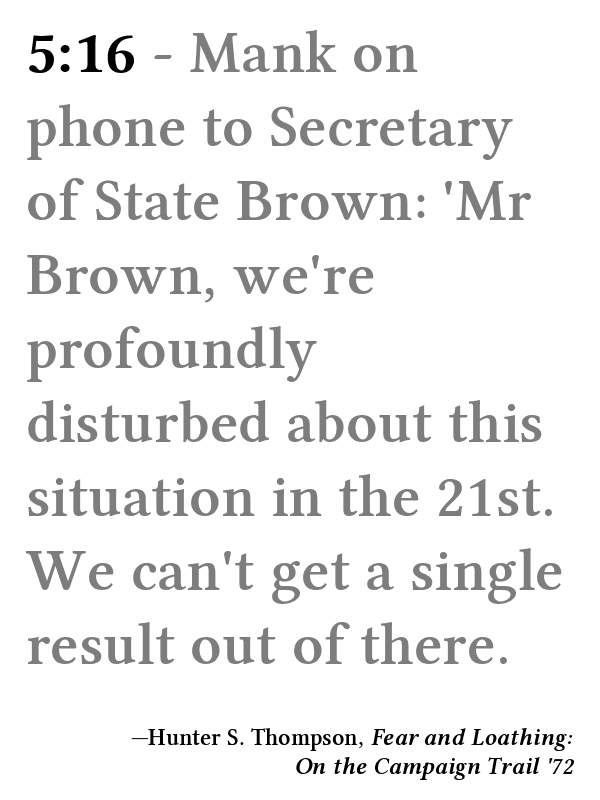 5:16 - Mank on
phone to Secretary
of State Brown: 'Mr
Brown, we're
profoundly
disturbed about this
situation in the 21st.
We can't get a single
result out of there.
—Hunter S. Thompson, Fear and Loathing:
On the Campaign Trail '72